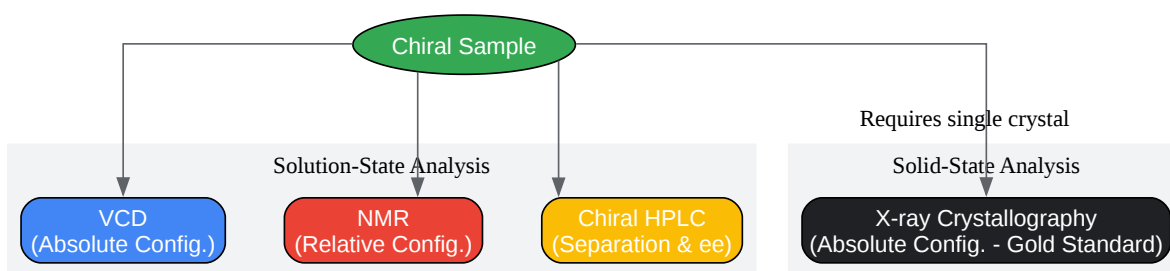 Chiral Sample
Requires single crystal
Solution-State Analysis
Solid-State Analysis
VCD
(Absolute Config.)
NMR
(Relative Config.)
Chiral HPLC
(Separation & ee)
X-ray Crystallography
(Absolute Config. - Gold Standard)